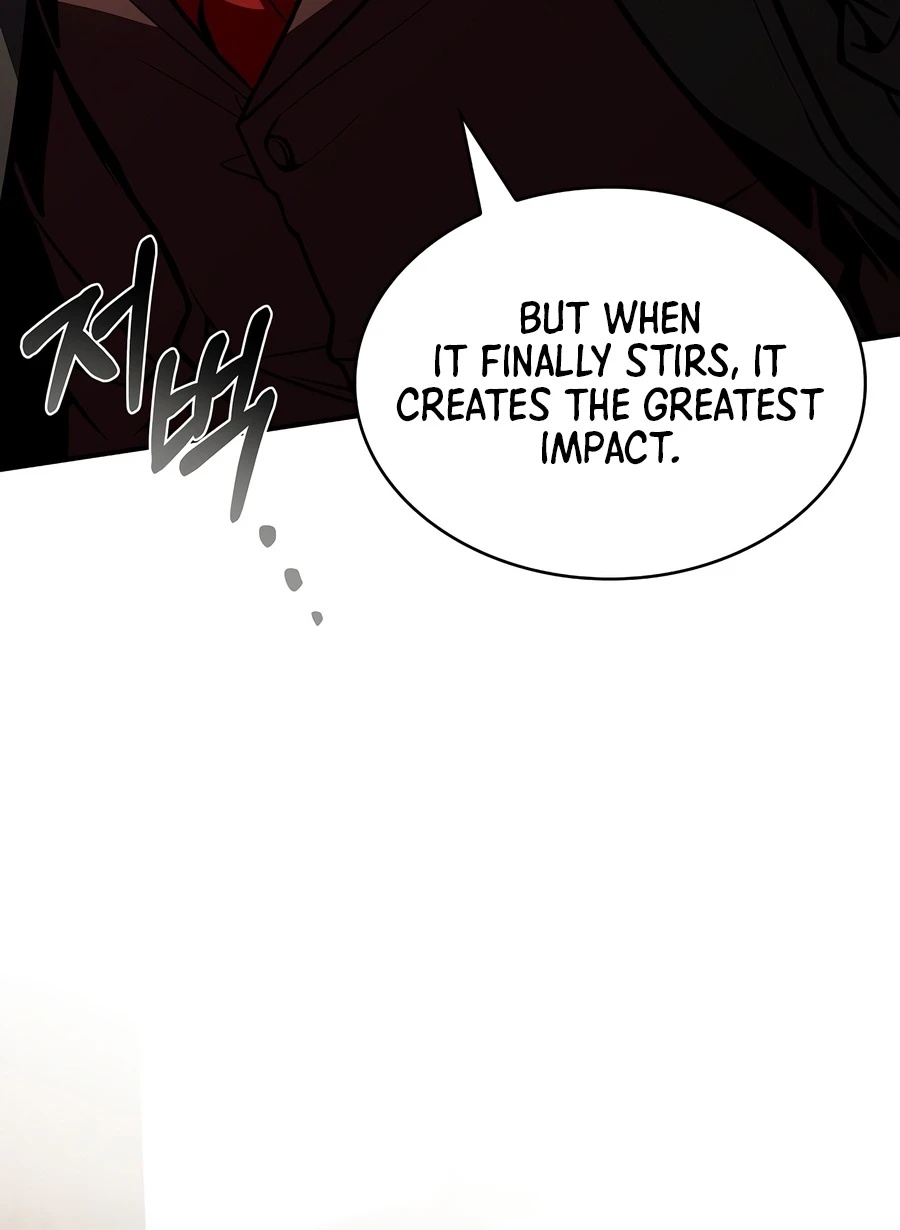 저벅
BUT WHEN
IT FINALLY STIRS, IT
CREATES THE GREATEST
IMPACT.